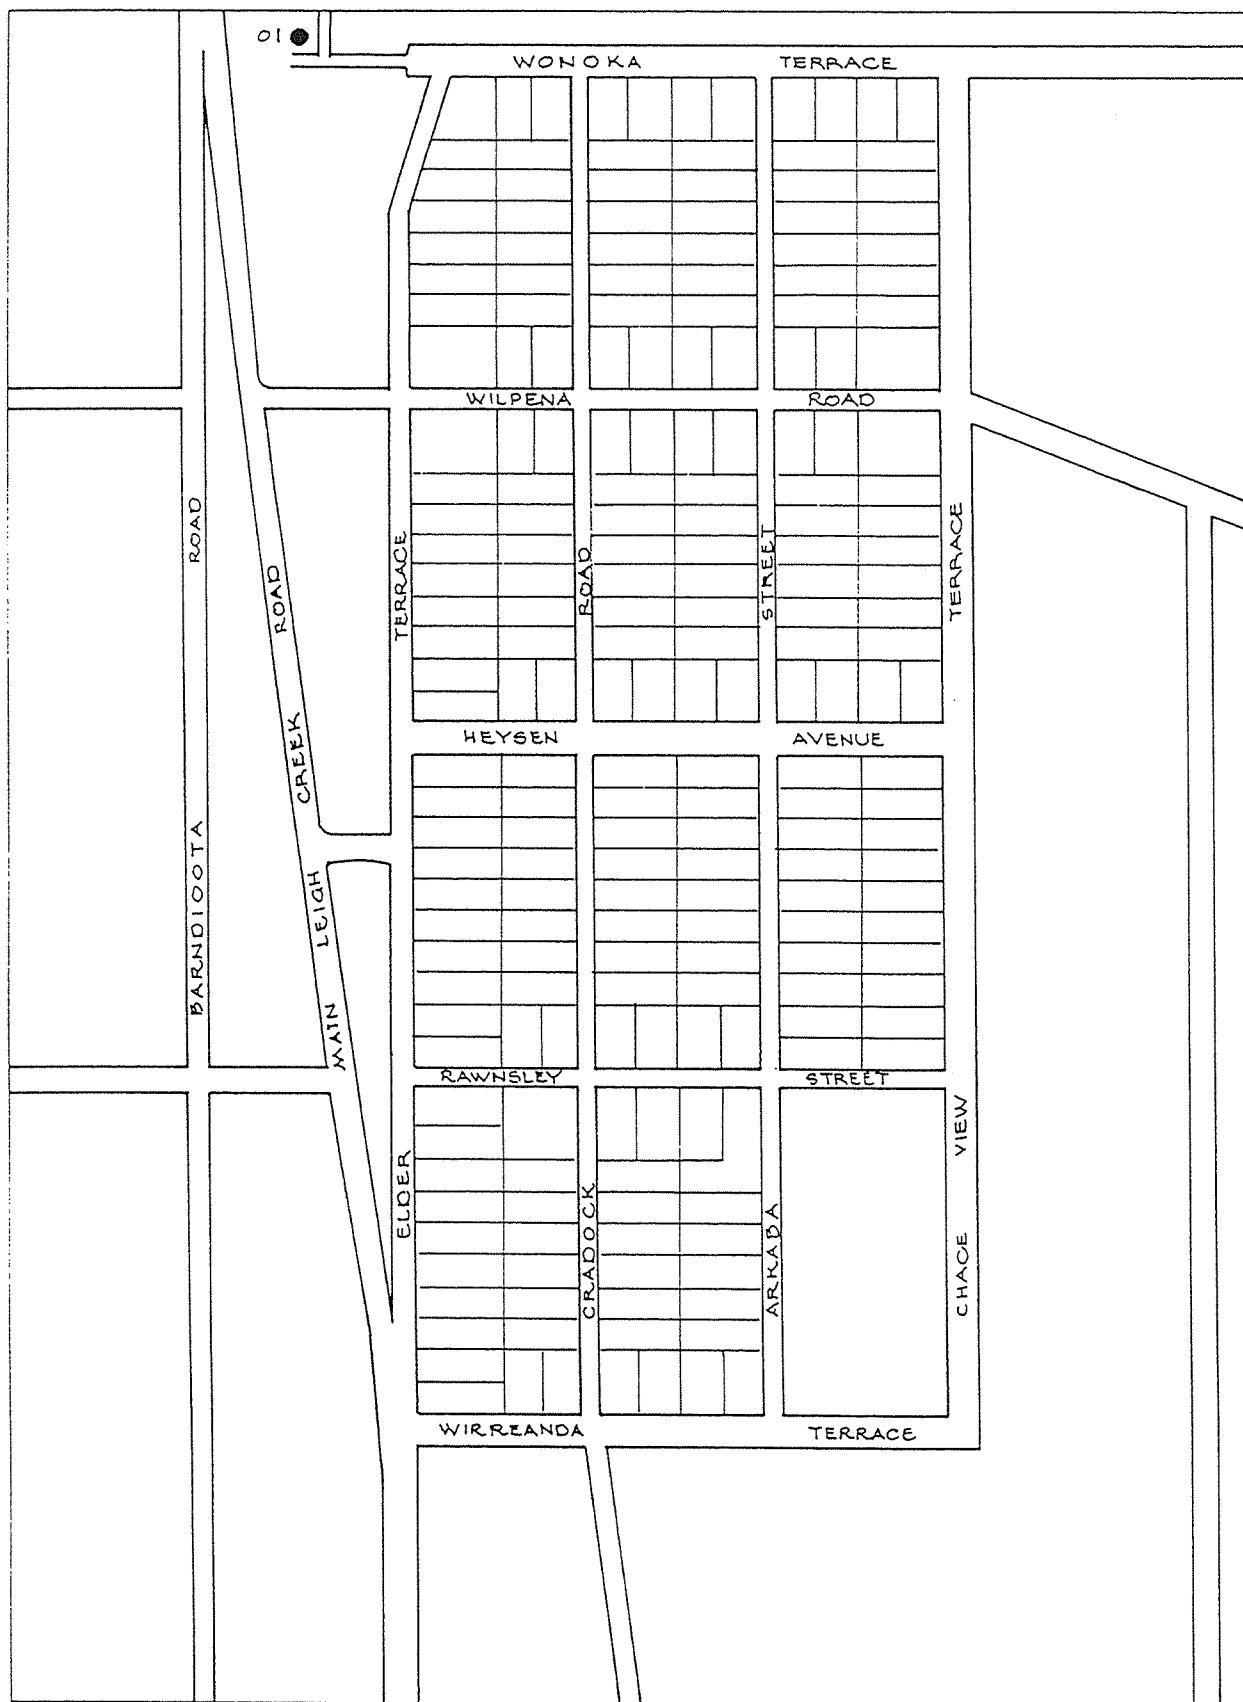 01
WONOKA TERRACE
WILPENA ROAD
BARNDIOOTA ROAD
MAIN LEIGH CREEK ROAD
ELDER TERRACE
CRADOCK ROAD
ARKABA STREET
CHACE VIEW TERRACE
HEYSEN AVENUE
RAWNSLEY STREET
WIRREANDA TERRACE